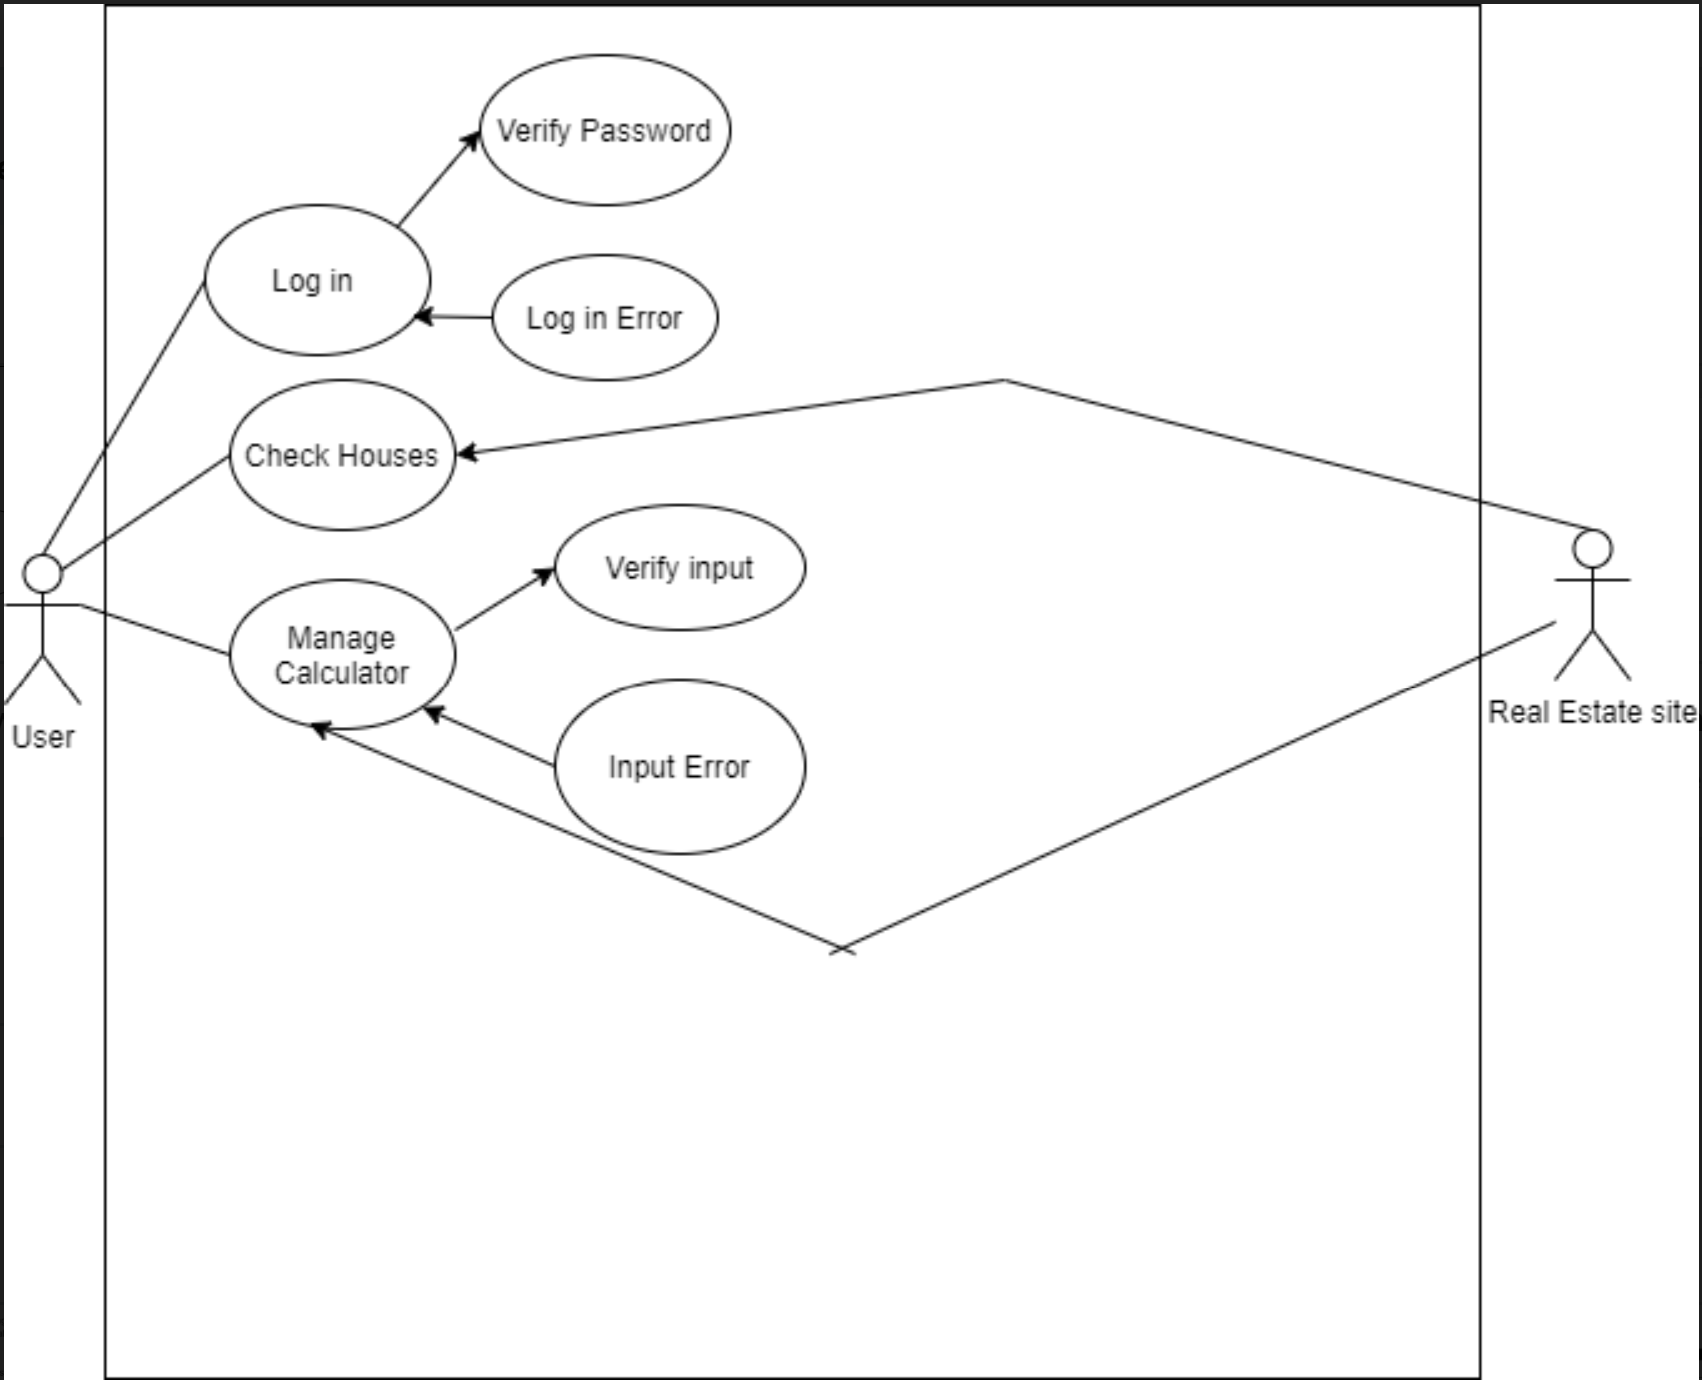 Verify Password
Log in
Log in Error
Check Houses
Verify input
Manage
Calculator
Input Error
User
Real Estate site